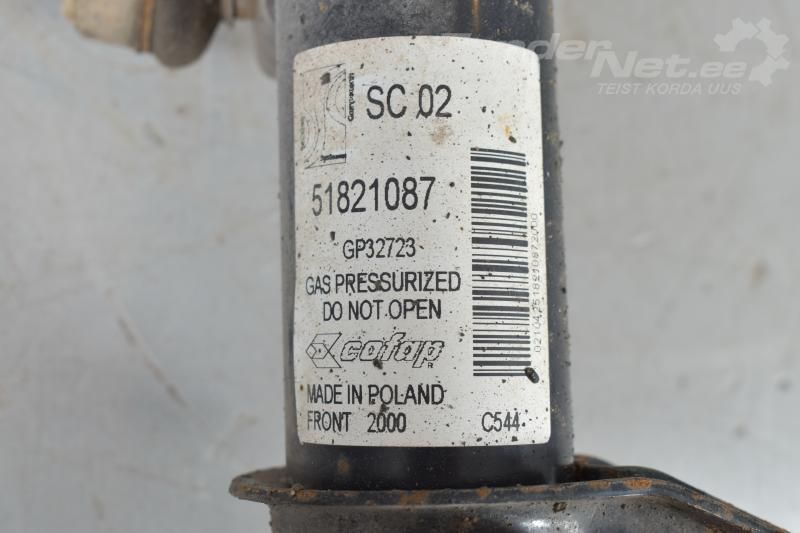 SC 02
51821087
GP32723
GAS PRESSURIZED
DO NOT OPEN
cofap
R
MADE IN POLAND
FRONT 2000
C544
Net.ee
TEIST KORDA UUS